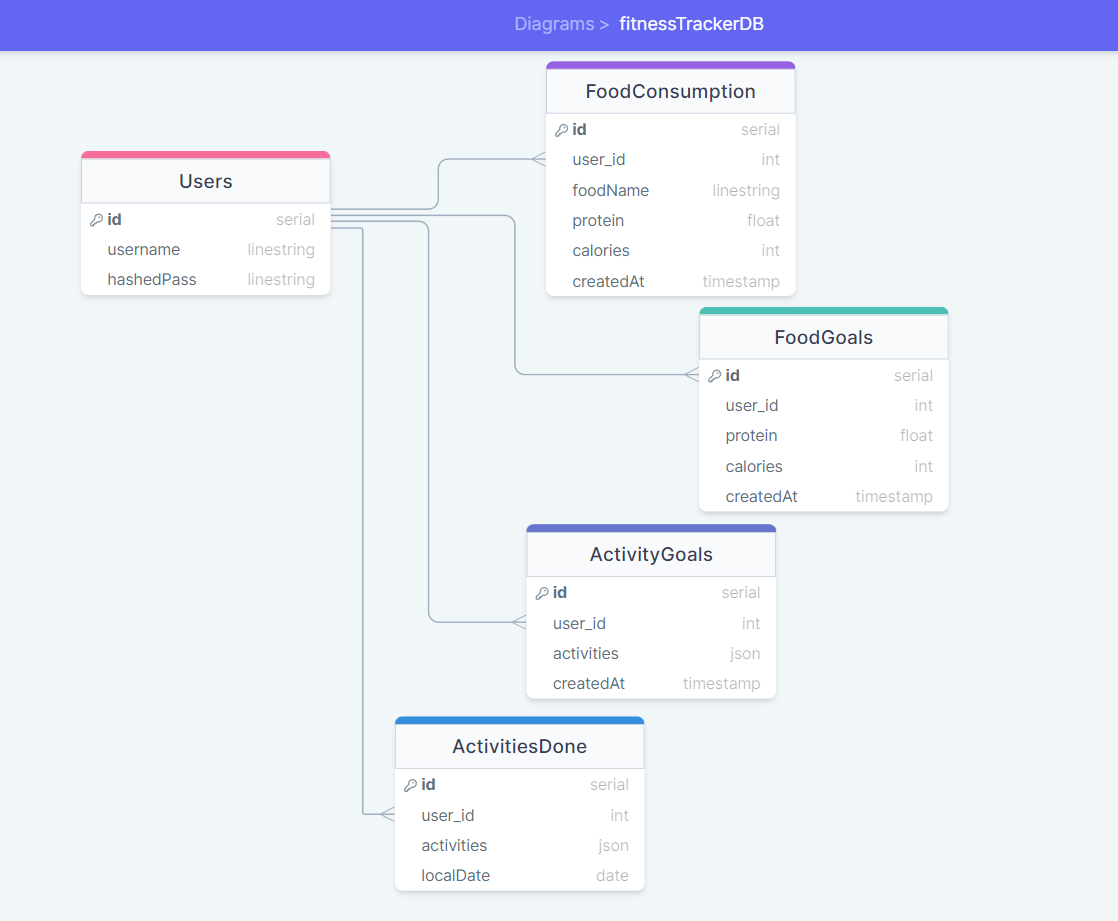 Diagrams > fitnessTrackerDB
Users
id serial
username linestring
hashedPass linestring
FoodConsumption
id serial
user_id int
foodName linestring
protein float
calories int
createdAt timestamp
FoodGoals
id serial
user_id int
protein float
calories int
createdAt timestamp
ActivityGoals
id serial
user_id int
activities json
createdAt timestamp
ActivitiesDone
id serial
user_id int
activities json
localDate date